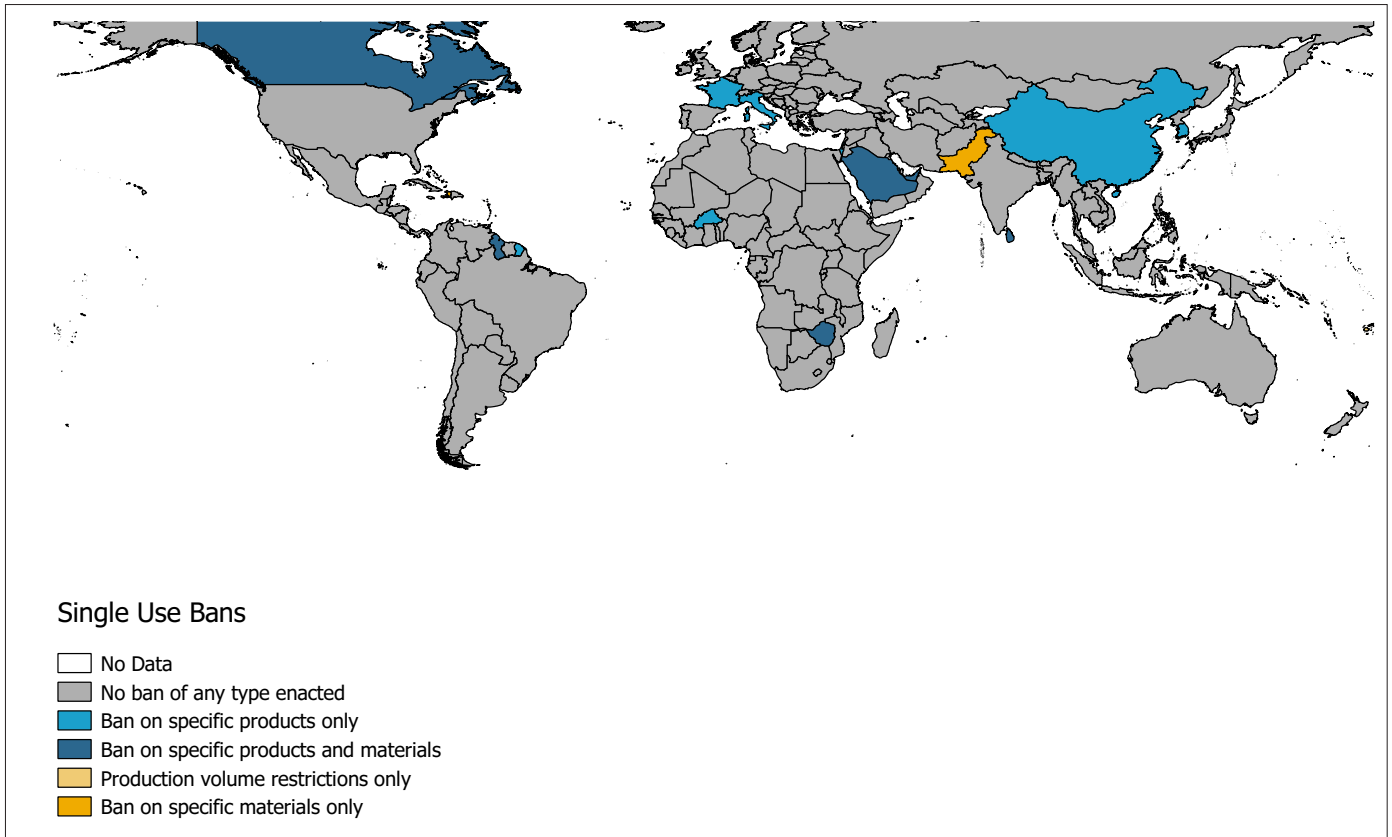 Single Use Bans
No Data
No ban of any type enacted
Ban on specific products only
Ban on specific products and materials
Production volume restrictions only
Ban on specific materials only